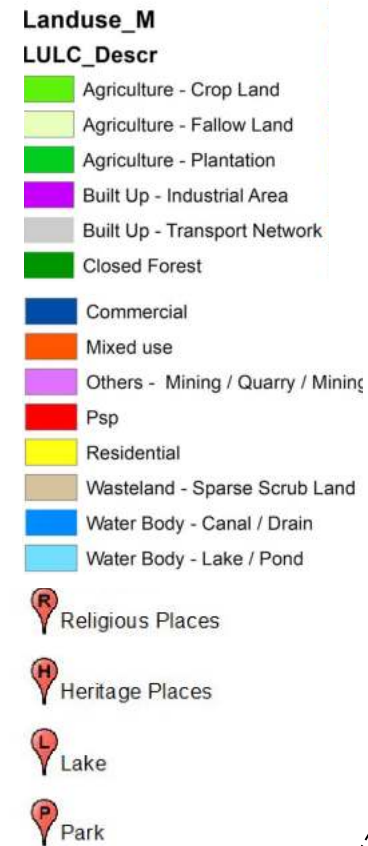 Landuse_M
LULC_Descr
Agriculture - Crop Land
Agriculture - Fallow Land
Agriculture - Plantation
Built Up - Industrial Area
Built Up - Transport Network
Closed Forest
Commercial
Mixed use
Others - Mining / Quarry / Mining
Psp
Residential
Wasteland - Sparse Scrub Land
Water Body - Canal / Drain
Water Body - Lake / Pond
R Religious Places
H Heritage Places
L Lake
P Park